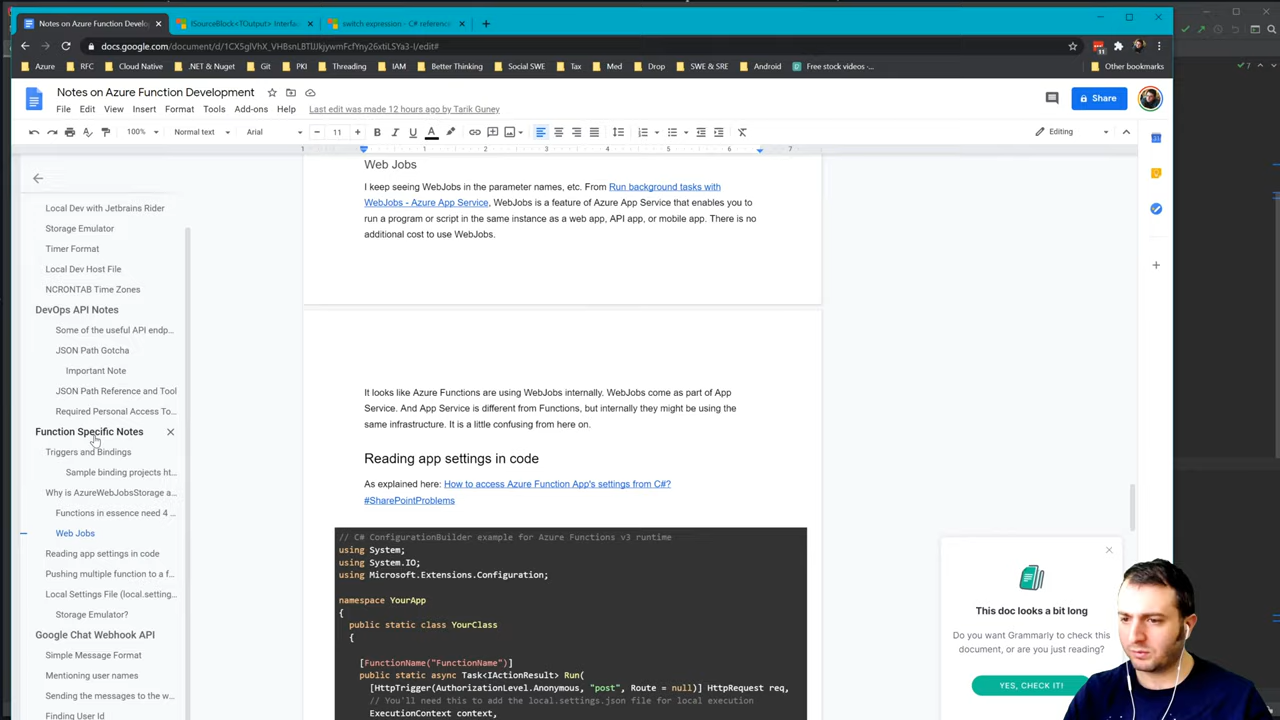 Notes on Azure Function Develo
ISourceBlock<TOutput> Interfac
switch expression - C# referenc
docs.google.com/document/d/1CX5glVhX_VHBsnLBTlJJkjywmFcfYny26xtiLSYa3-I/edit#
Azure
RFC
Cloud Native
.NET & Nuget
Git
PKI
Threading
IAM
Better Thinking
Social SWE
Tax
Med
Drop
SWE & SRE
Android
Free stock videos - ...
Other bookmarks
Notes on Azure Function Development
File Edit View Insert Format Tools Add-ons Help
Last edit was made 12 hours ago by Tarik Guney
Share
100%
Normal text
Arial
11
Editing
1 1 2 3 4 5 6 7
Local Dev with Jetbrains Rider
Storage Emulator
Timer Format
Local Dev Host File
NCRONTAB Time Zones
DevOps API Notes
Some of the useful API endp...
JSON Path Gotcha
Important Note
JSON Path Reference and Tool
Required Personal Access To...
Function Specific Notes
Triggers and Bindings
Sample binding projects ht...
Why is AzureWebJobsStorage a...
Functions in essence need 4 ...
Web Jobs
Reading app settings in code
Pushing multiple function to a f...
Local Settings File (local.setting...
Storage Emulator?
Google Chat Webhook API
Simple Message Format
Mentioning user names
Sending the messages to the w...
Finding User Id
Web Jobs
I keep seeing WebJobs in the parameter names, etc. From Run background tasks with
WebJobs - Azure App Service, WebJobs is a feature of Azure App Service that enables you to
run a program or script in the same instance as a web app, API app, or mobile app. There is no
additional cost to use WebJobs.
It looks like Azure Functions are using WebJobs internally. WebJobs come as part of App
Service. And App Service is different from Functions, but internally they might be using the
same infrastructure. It is a little confusing from here on.
Reading app settings in code
As explained here: How to access Azure Function App's settings from C#?
#SharePointProblems
// C# ConfigurationBuilder example for Azure Functions v3 runtime
using System;
using System.IO;
using Microsoft.Extensions.Configuration;
namespace YourApp
{
public static class YourClass
{
[FunctionName("FunctionName")]
public static async Task<IActionResult> Run(
[HttpTrigger(AuthorizationLevel.Anonymous, "post", Route = null)] HttpRequest req,
// You'll need this to add the local.settings.json file for local execution
ExecutionContext context,
This doc looks a bit long
Do you want Grammarly to check this
document, or are you just reading?
YES, CHECK IT!